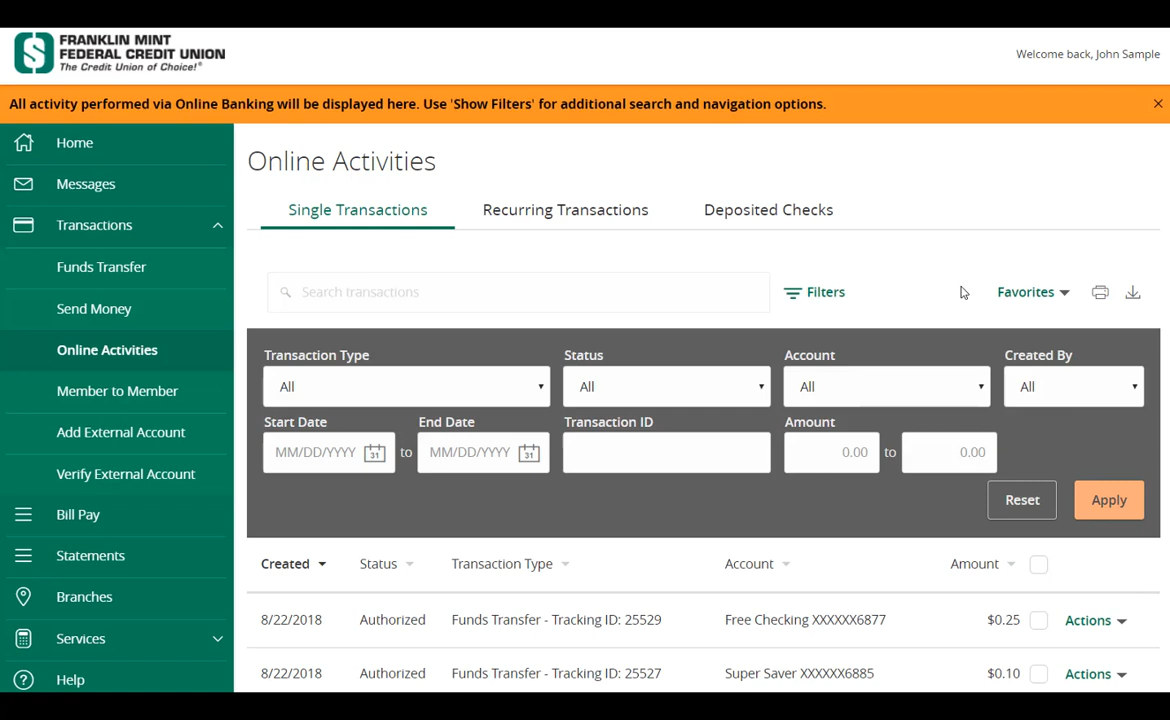 FRANKLIN MINT
FEDERAL CREDIT UNION
The Credit Union of Choice!®
Welcome back, John Sample
All activity performed via Online Banking will be displayed here. Use 'Show Filters' for additional search and navigation options.
Home
Messages
Transactions
Funds Transfer
Send Money
Online Activities
Member to Member
Add External Account
Verify External Account
Bill Pay
Statements
Branches
Services
Help
Online Activities
Single Transactions Recurring Transactions Deposited Checks
Search transactions Filters Favorites
Transaction Type Status Account Created By
All All All All
Start Date End Date Transaction ID Amount
MM/DD/YYYY 31 to MM/DD/YYYY 31 0.00 to 0.00
Reset Apply
Created Status Transaction Type Account Amount
8/22/2018 Authorized Funds Transfer - Tracking ID: 25529 Free Checking XXXXXX6877 $0.25 Actions
8/22/2018 Authorized Funds Transfer - Tracking ID: 25527 Super Saver XXXXXX6885 $0.10 Actions